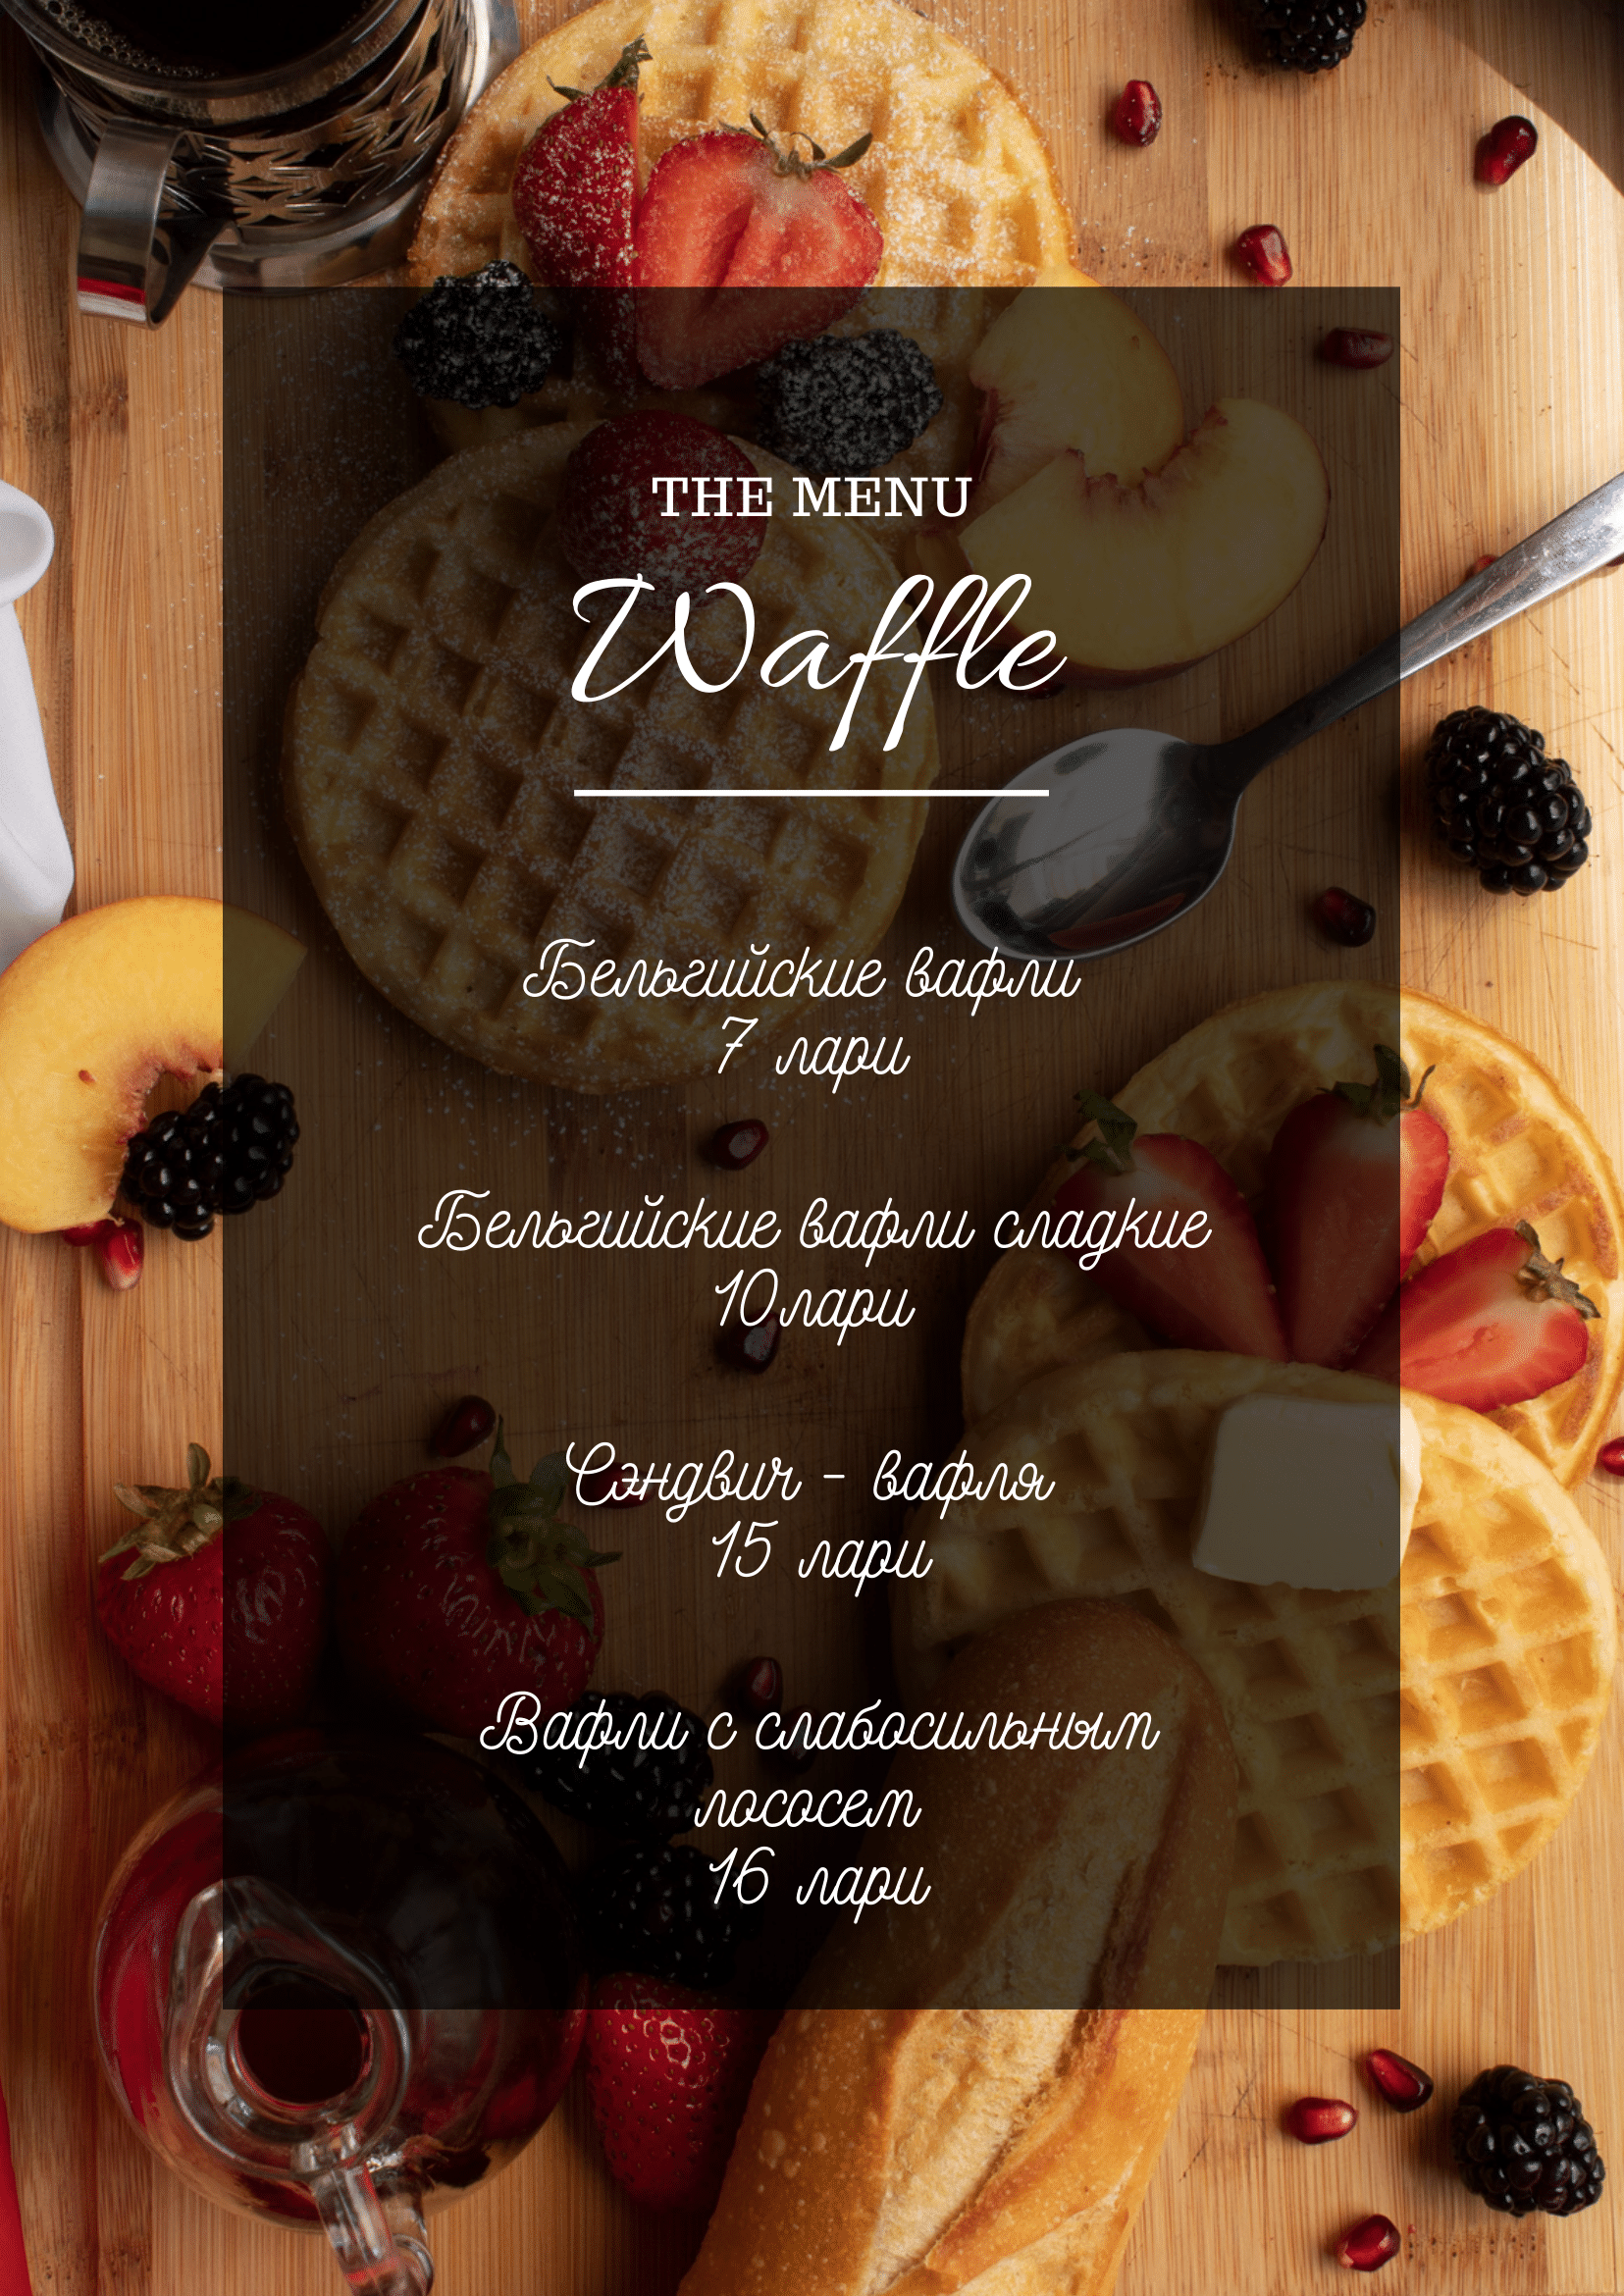 THE MENU
Waffle
Бельгийские вафли
7 лари
Бельгийские вафли сладкие
10лари
Сэндвич - вафля
15 лари
Вафли с слабосильным
лососем
16 лари